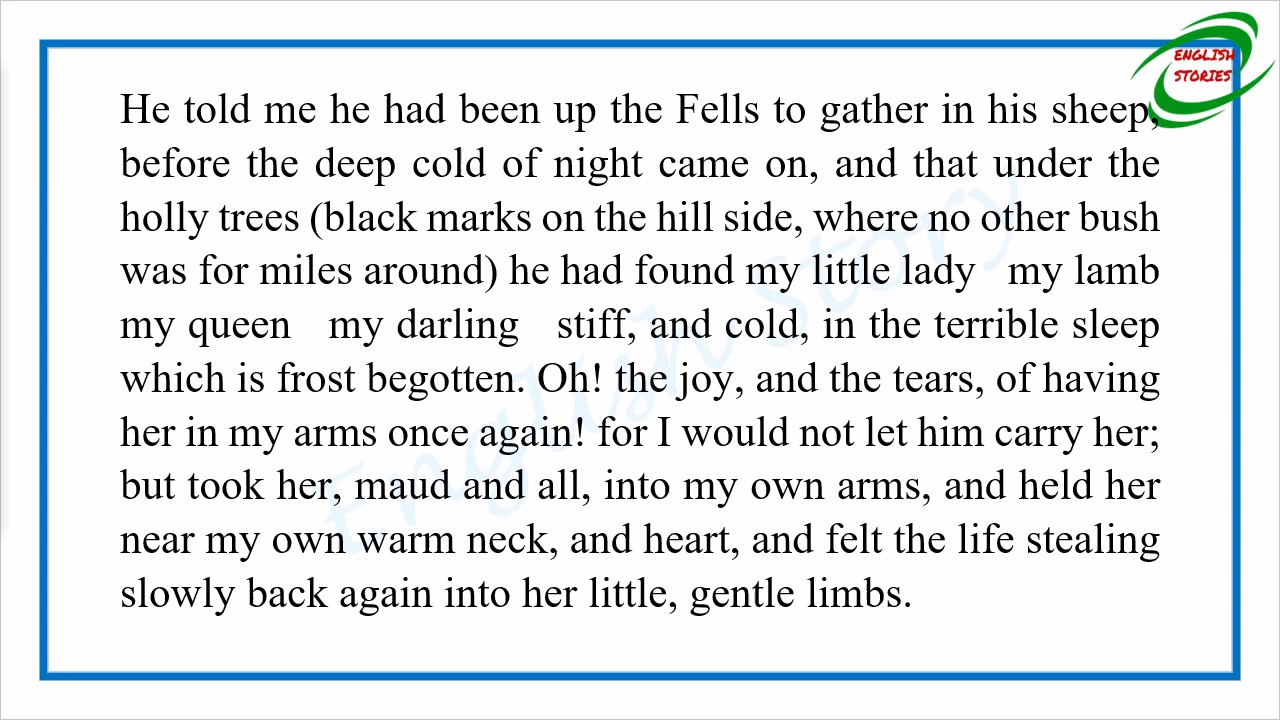 ENGLISH
STORIES
He told me he had been up the Fells to gather in his sheep,
before the deep cold of night came on, and that under the
holly trees (black marks on the hill side, where no other bush
was for miles around) he had found my little lady   my lamb
my queen   my darling   stiff, and cold, in the terrible sleep
which is frost begotten. Oh! the joy, and the tears, of having
her in my arms once again! for I would not let him carry her;
but took her, maud and all, into my own arms, and held her
near my own warm neck, and heart, and felt the life stealing
slowly back again into her little, gentle limbs.
English Story